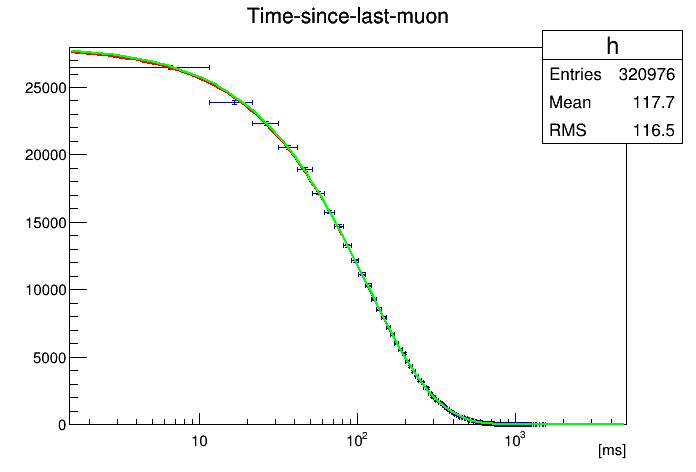 Time-since-last-muon
h
Entries 320976
Mean 117.7
RMS 116.5
25000
20000
15000
10000
5000
0
10
10²
10³
[ms]